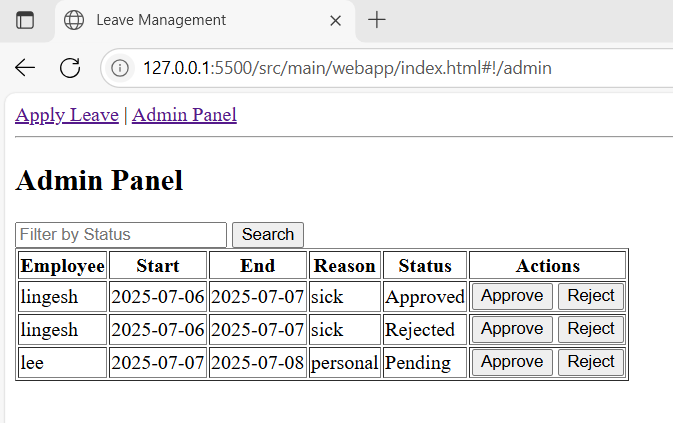 Leave Management
127.0.0.1:5500/src/main/webapp/index.html#!/admin
Apply Leave | Admin Panel
Admin Panel
Filter by Status Search
Employee Start End Reason Status Actions
lingesh 2025-07-06 2025-07-07 sick Approved Approve Reject
lingesh 2025-07-06 2025-07-07 sick Rejected Approve Reject
lee 2025-07-07 2025-07-08 personal Pending Approve Reject